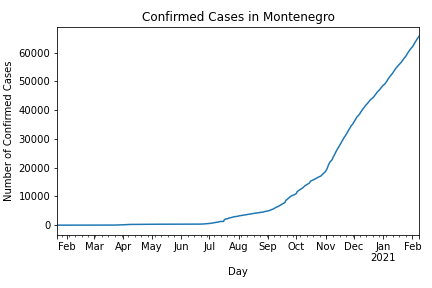 Confirmed Cases in Montenegro
Number of Confirmed Cases
60000
50000
40000
30000
20000
10000
0
Feb Mar Apr May Jun Jul Aug Sep Oct Nov Dec Jan Feb
2021
Day